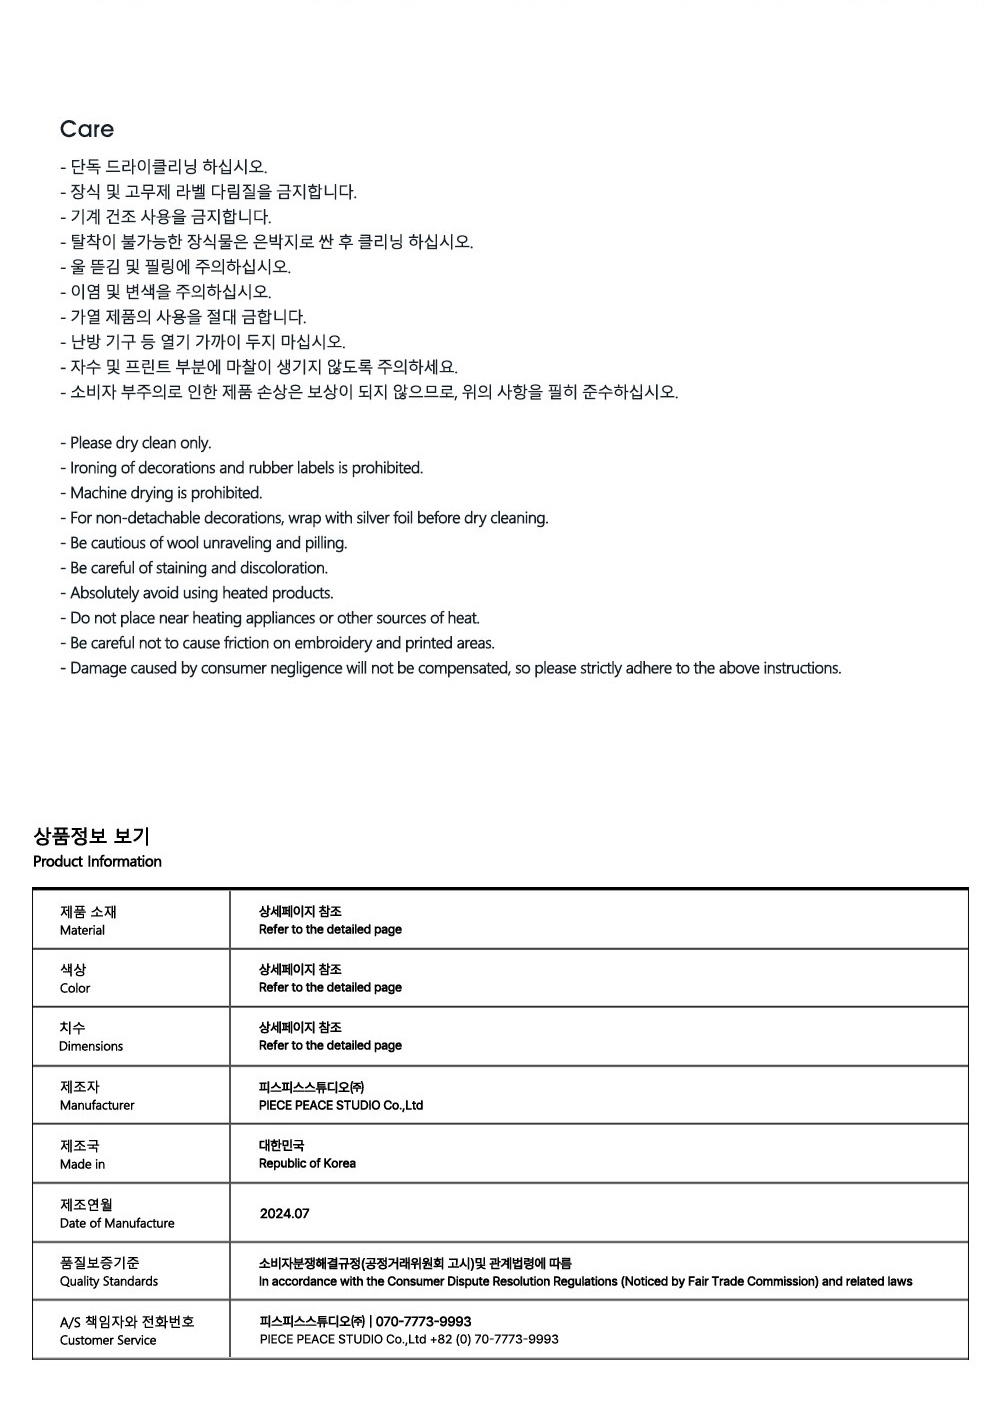 Care
- 단독 드라이클리닝 하십시오.
- 장식 및 고무제 라벨 다림질을 금지합니다.
- 기계 건조 사용을 금지합니다.
- 탈착이 불가능한 장식물은 은박지로 싼 후 클리닝 하십시오.
- 울 뜯김 및 필링에 주의하십시오.
- 이염 및 변색을 주의하십시오.
- 가열 제품의 사용을 절대 금합니다.
- 난방 기구 등 열기 가까이 두지 마십시오.
- 자수 및 프린트 부분에 마찰이 생기지 않도록 주의하세요.
- 소비자 부주의로 인한 제품 손상은 보상이 되지 않으므로, 위의 사항을 필히 준수하십시오.
- Please dry clean only.
- Ironing of decorations and rubber labels is prohibited.
- Machine drying is prohibited.
- For non-detachable decorations, wrap with silver foil before dry cleaning.
- Be cautious of wool unraveling and pilling.
- Be careful of staining and discoloration.
- Absolutely avoid using heated products.
- Do not place near heating appliances or other sources of heat.
- Be careful not to cause friction on embroidery and printed areas.
- Damage caused by consumer negligence will not be compensated, so please strictly adhere to the above instructions.
상품정보 보기
Product Information
제품 소재
Material
상세페이지 참조
Refer to the detailed page
색상
Color
상세페이지 참조
Refer to the detailed page
치수
Dimensions
상세페이지 참조
Refer to the detailed page
제조자
Manufacturer
피스피스스튜디오㈜
PIECE PEACE STUDIO Co.,Ltd
제조국
Made in
대한민국
Republic of Korea
제조연월
Date of Manufacture
2024.07
품질보증기준
Quality Standards
소비자분쟁해결규정(공정거래위원회 고시)및 관계법령에 따름
In accordance with the Consumer Dispute Resolution Regulations (Noticed by Fair Trade Commission) and related laws
A/S 책임자와 전화번호
Customer Service
피스피스스튜디오㈜ | 070-7773-9993
PIECE PEACE STUDIO Co.,Ltd +82 (0) 70-7773-9993